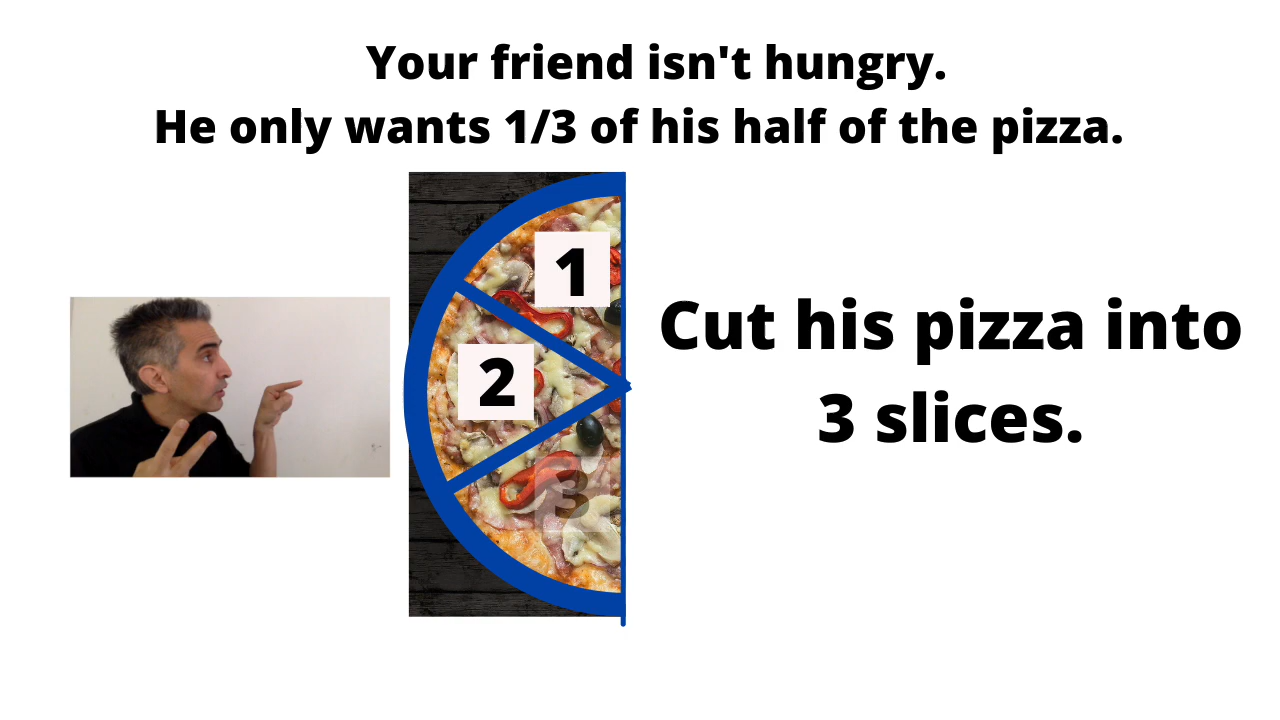 Your friend isn't hungry.
He only wants 1/3 of his half of the pizza.
1
2
3
Cut his pizza into
3 slices.